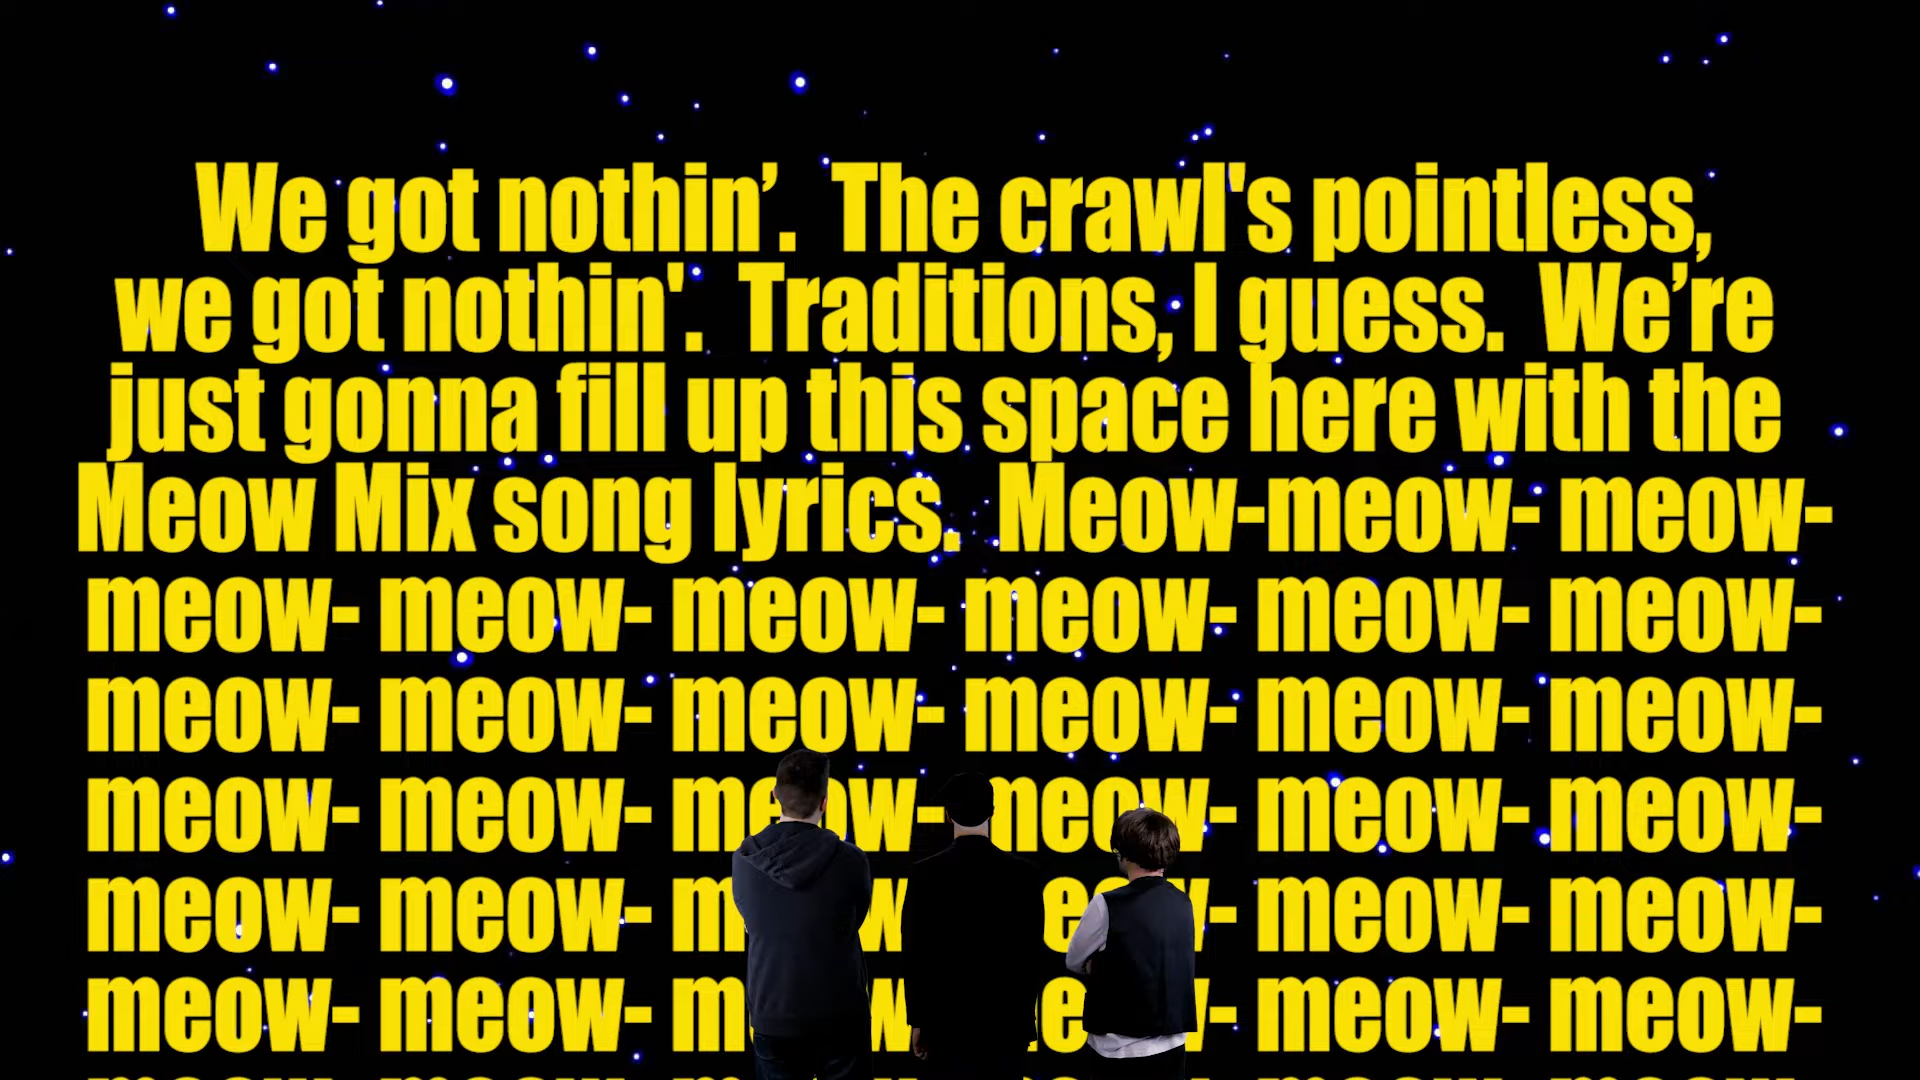 We got nothin’.  The crawl's pointless,
we got nothin'.  Traditions, I guess.  We’re
just gonna fill up this space here with the
Meow Mix song lyrics.  Meow-meow- meow-
meow- meow- meow- meow- meow- meow-
meow- meow- meow- meow- meow- meow-
meow- meow- meow- meow- meow- meow-
meow- meow- meow- meow-
meow- meow- meow- meow-